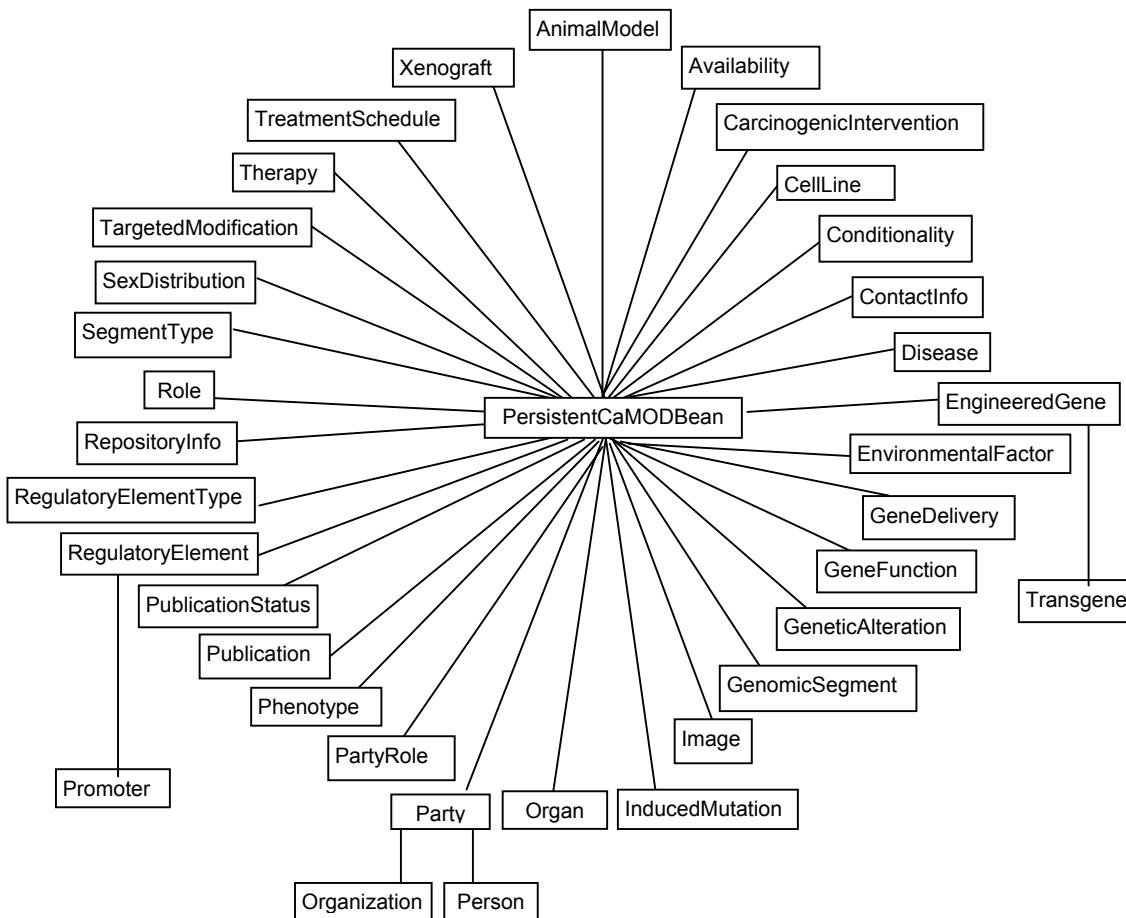 AnimalModel
Xenograft
Availability
TreatmentSchedule
CarcinogenicIntervention
Therapy
CellLine
TargetedModification
Conditionality
SexDistribution
ContactInfo
SegmentType
Disease
Role
EngineeredGene
PersistentCaMODBean
RepositoryInfo
EnvironmentalFactor
RegulatoryElementType
GeneDelivery
RegulatoryElement
GeneFunction
PublicationStatus
Transgene
GeneticAlteration
Publication
GenomicSegment
Phenotype
Image
PartyRole
Promoter
Party
Organ
InducedMutation
Organization
Person